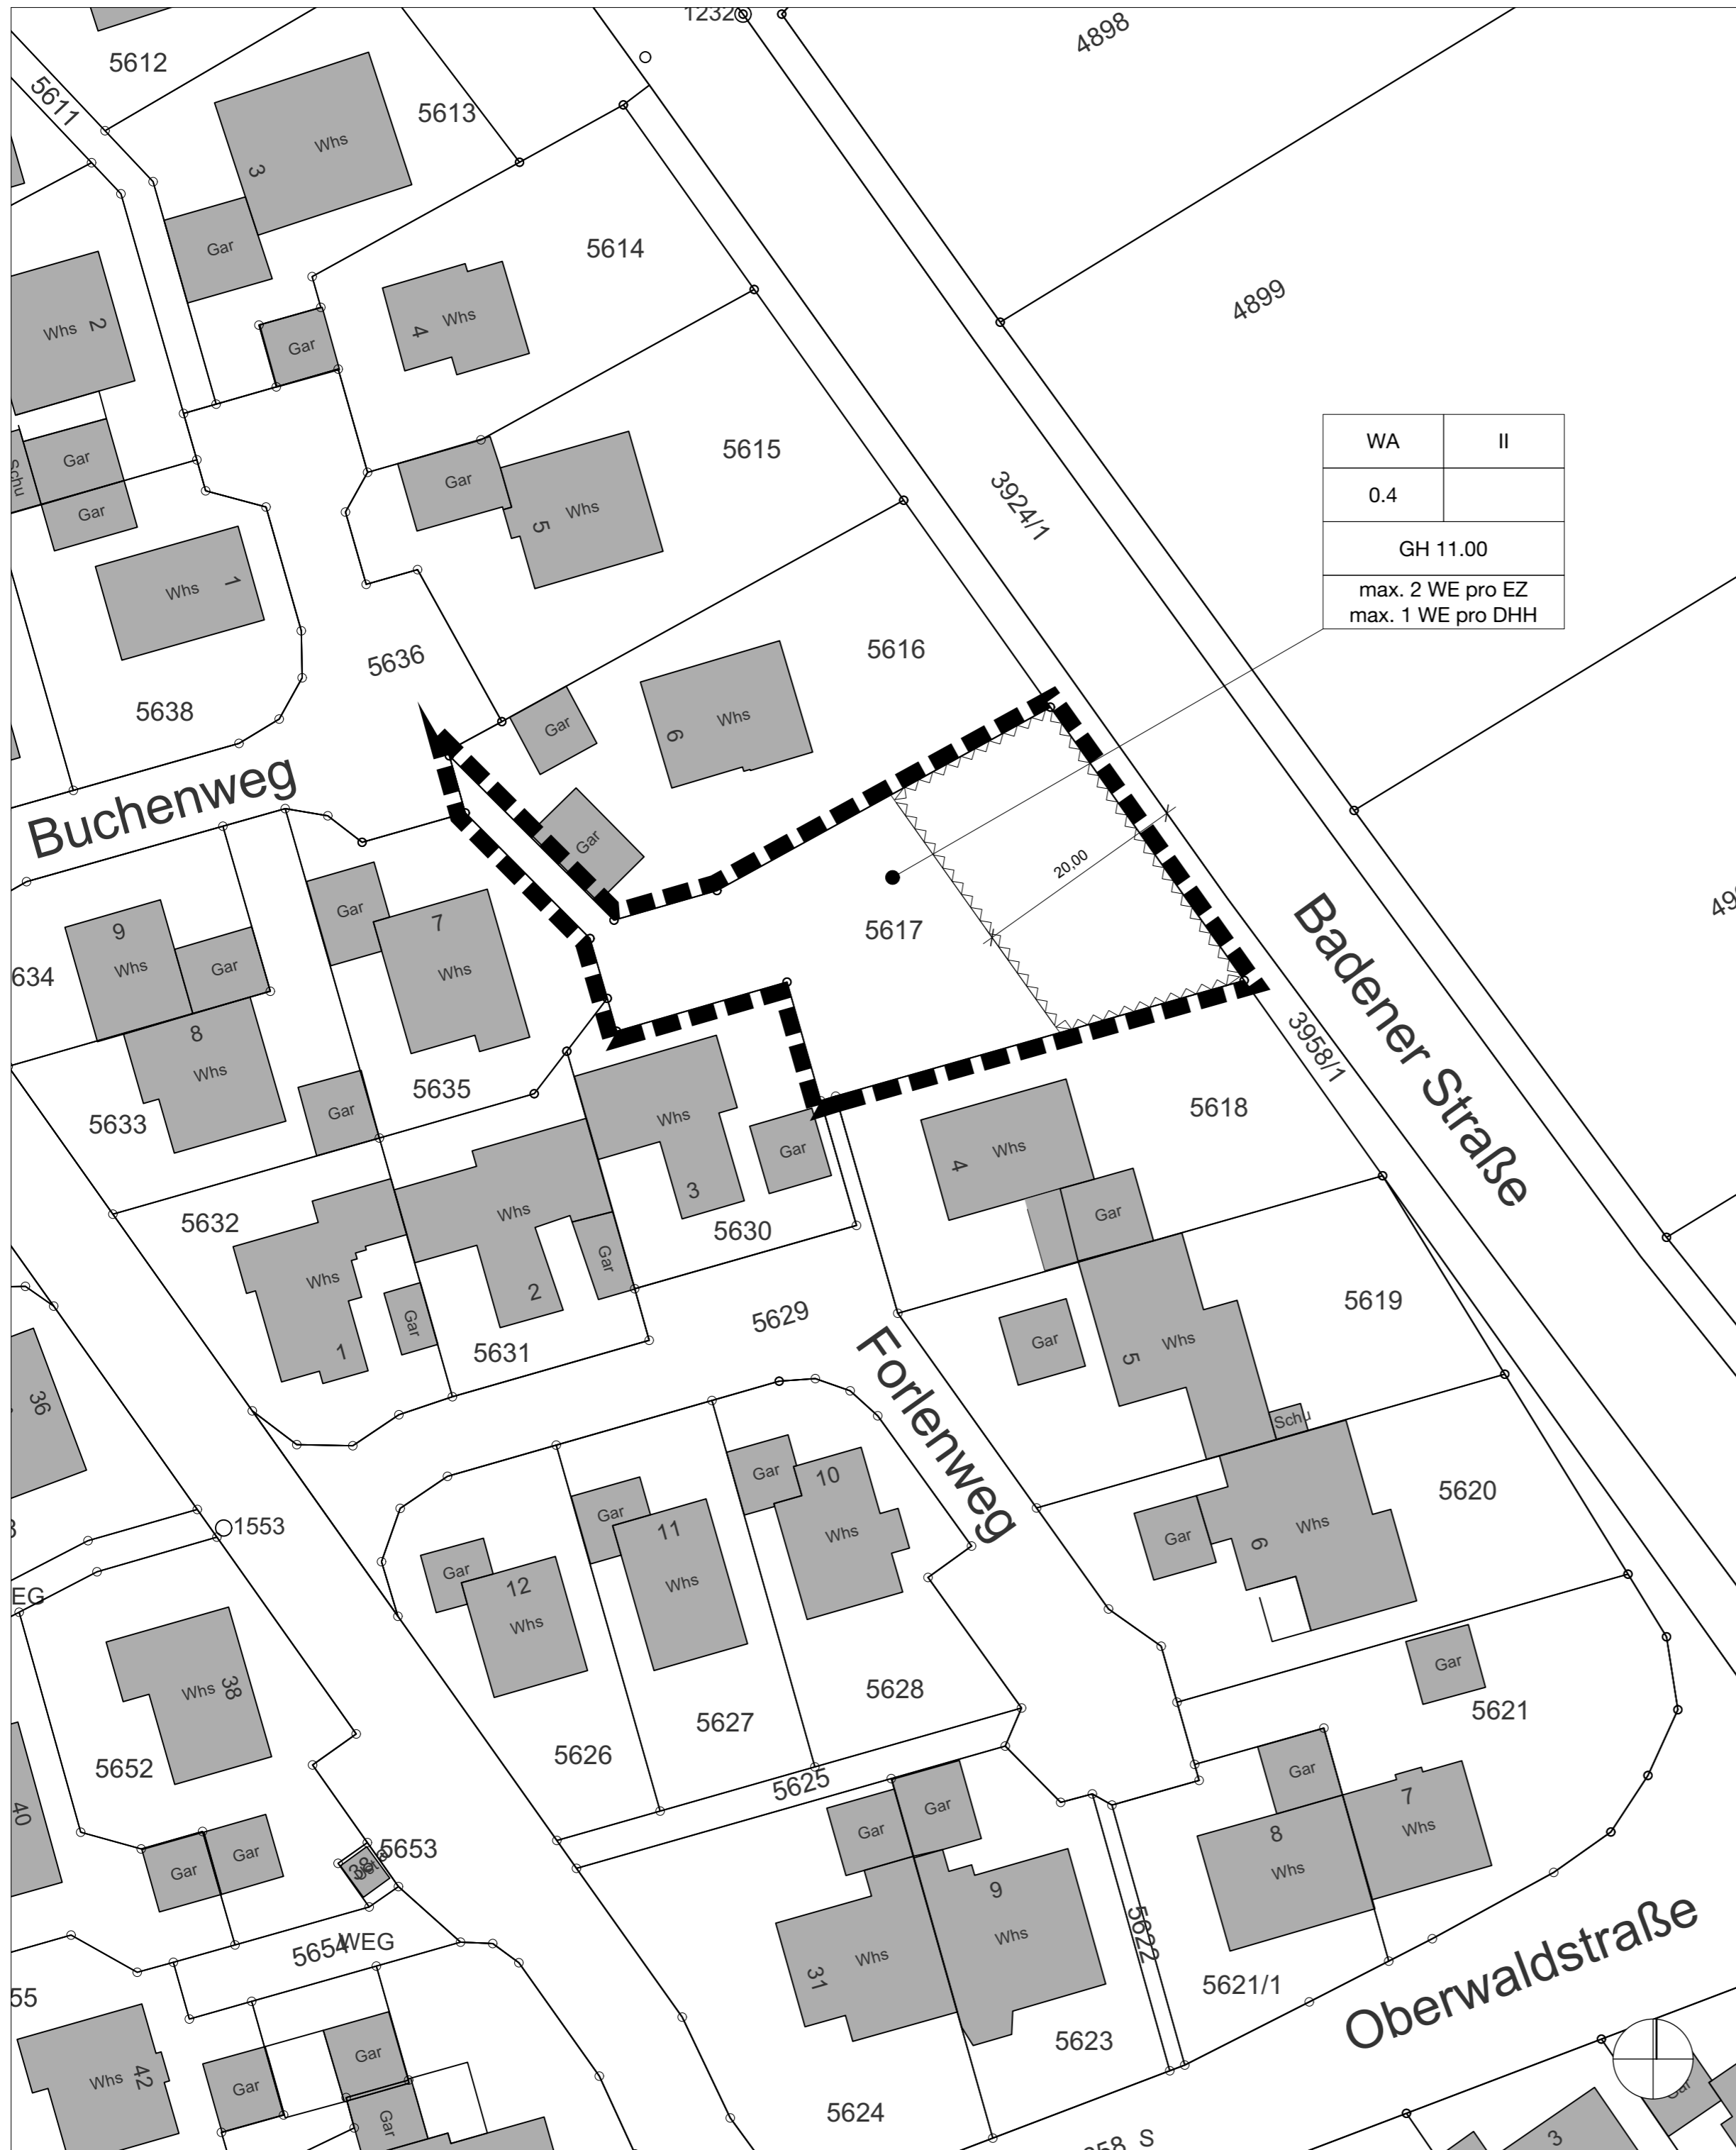 1232
4898
5612
5611
5613
Whs
3
Gar
5614
4899
Whs
2
Gar
4
Whs
WA
II
0.4
GH 11.00
max. 2 WE pro EZ
max. 1 WE pro DHH
5615
Schu
Gar
Gar
Gar
5
Whs
3924/1
Whs
1
5636
5616
5638
6
Whs
Gar
Buchenweg
Gar
20,00
5617
Badener Straße
9
Whs
Gar
Gar
7
Whs
634
8
Whs
3958/1
5633
Gar
5635
5618
Whs
3
Gar
4
Whs
Gar
5632
Whs
2
Gar
5630
Whs
1
Gar
5631
5629
5619
Forlenweg
Gar
5
Whs
Schu
36
5620
Gar
6
Whs
1553
EG
Gar
12
Whs
Gar
11
Whs
Gar
10
Whs
Whs
38
5652
5626
5627
5628
Gar
5621
5625
40
Gar
Gar
38
5653
Gar
Gar
Gar
8
Whs
7
Whs
9
Whs
31
Whs
5622
5654
WEG
55
5621/1
Oberwaldstraße
Whs
42
Gar
Gar
Gar
5623
5624
S
3